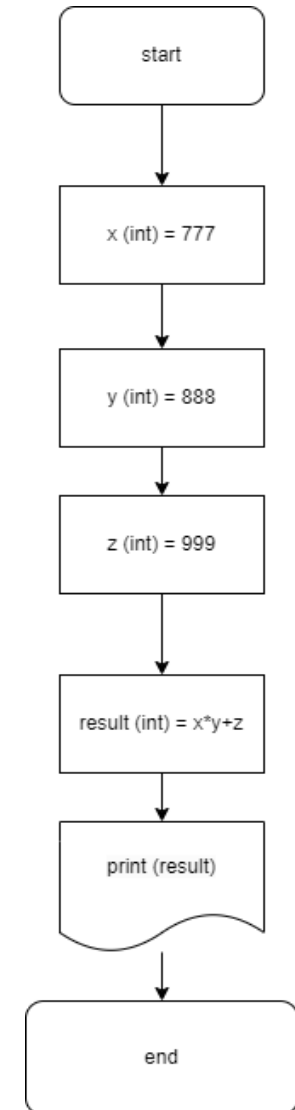 start
x (int) = 777
y (int) = 888
z (int) = 999
result (int) = x*y+z
print (result)
end